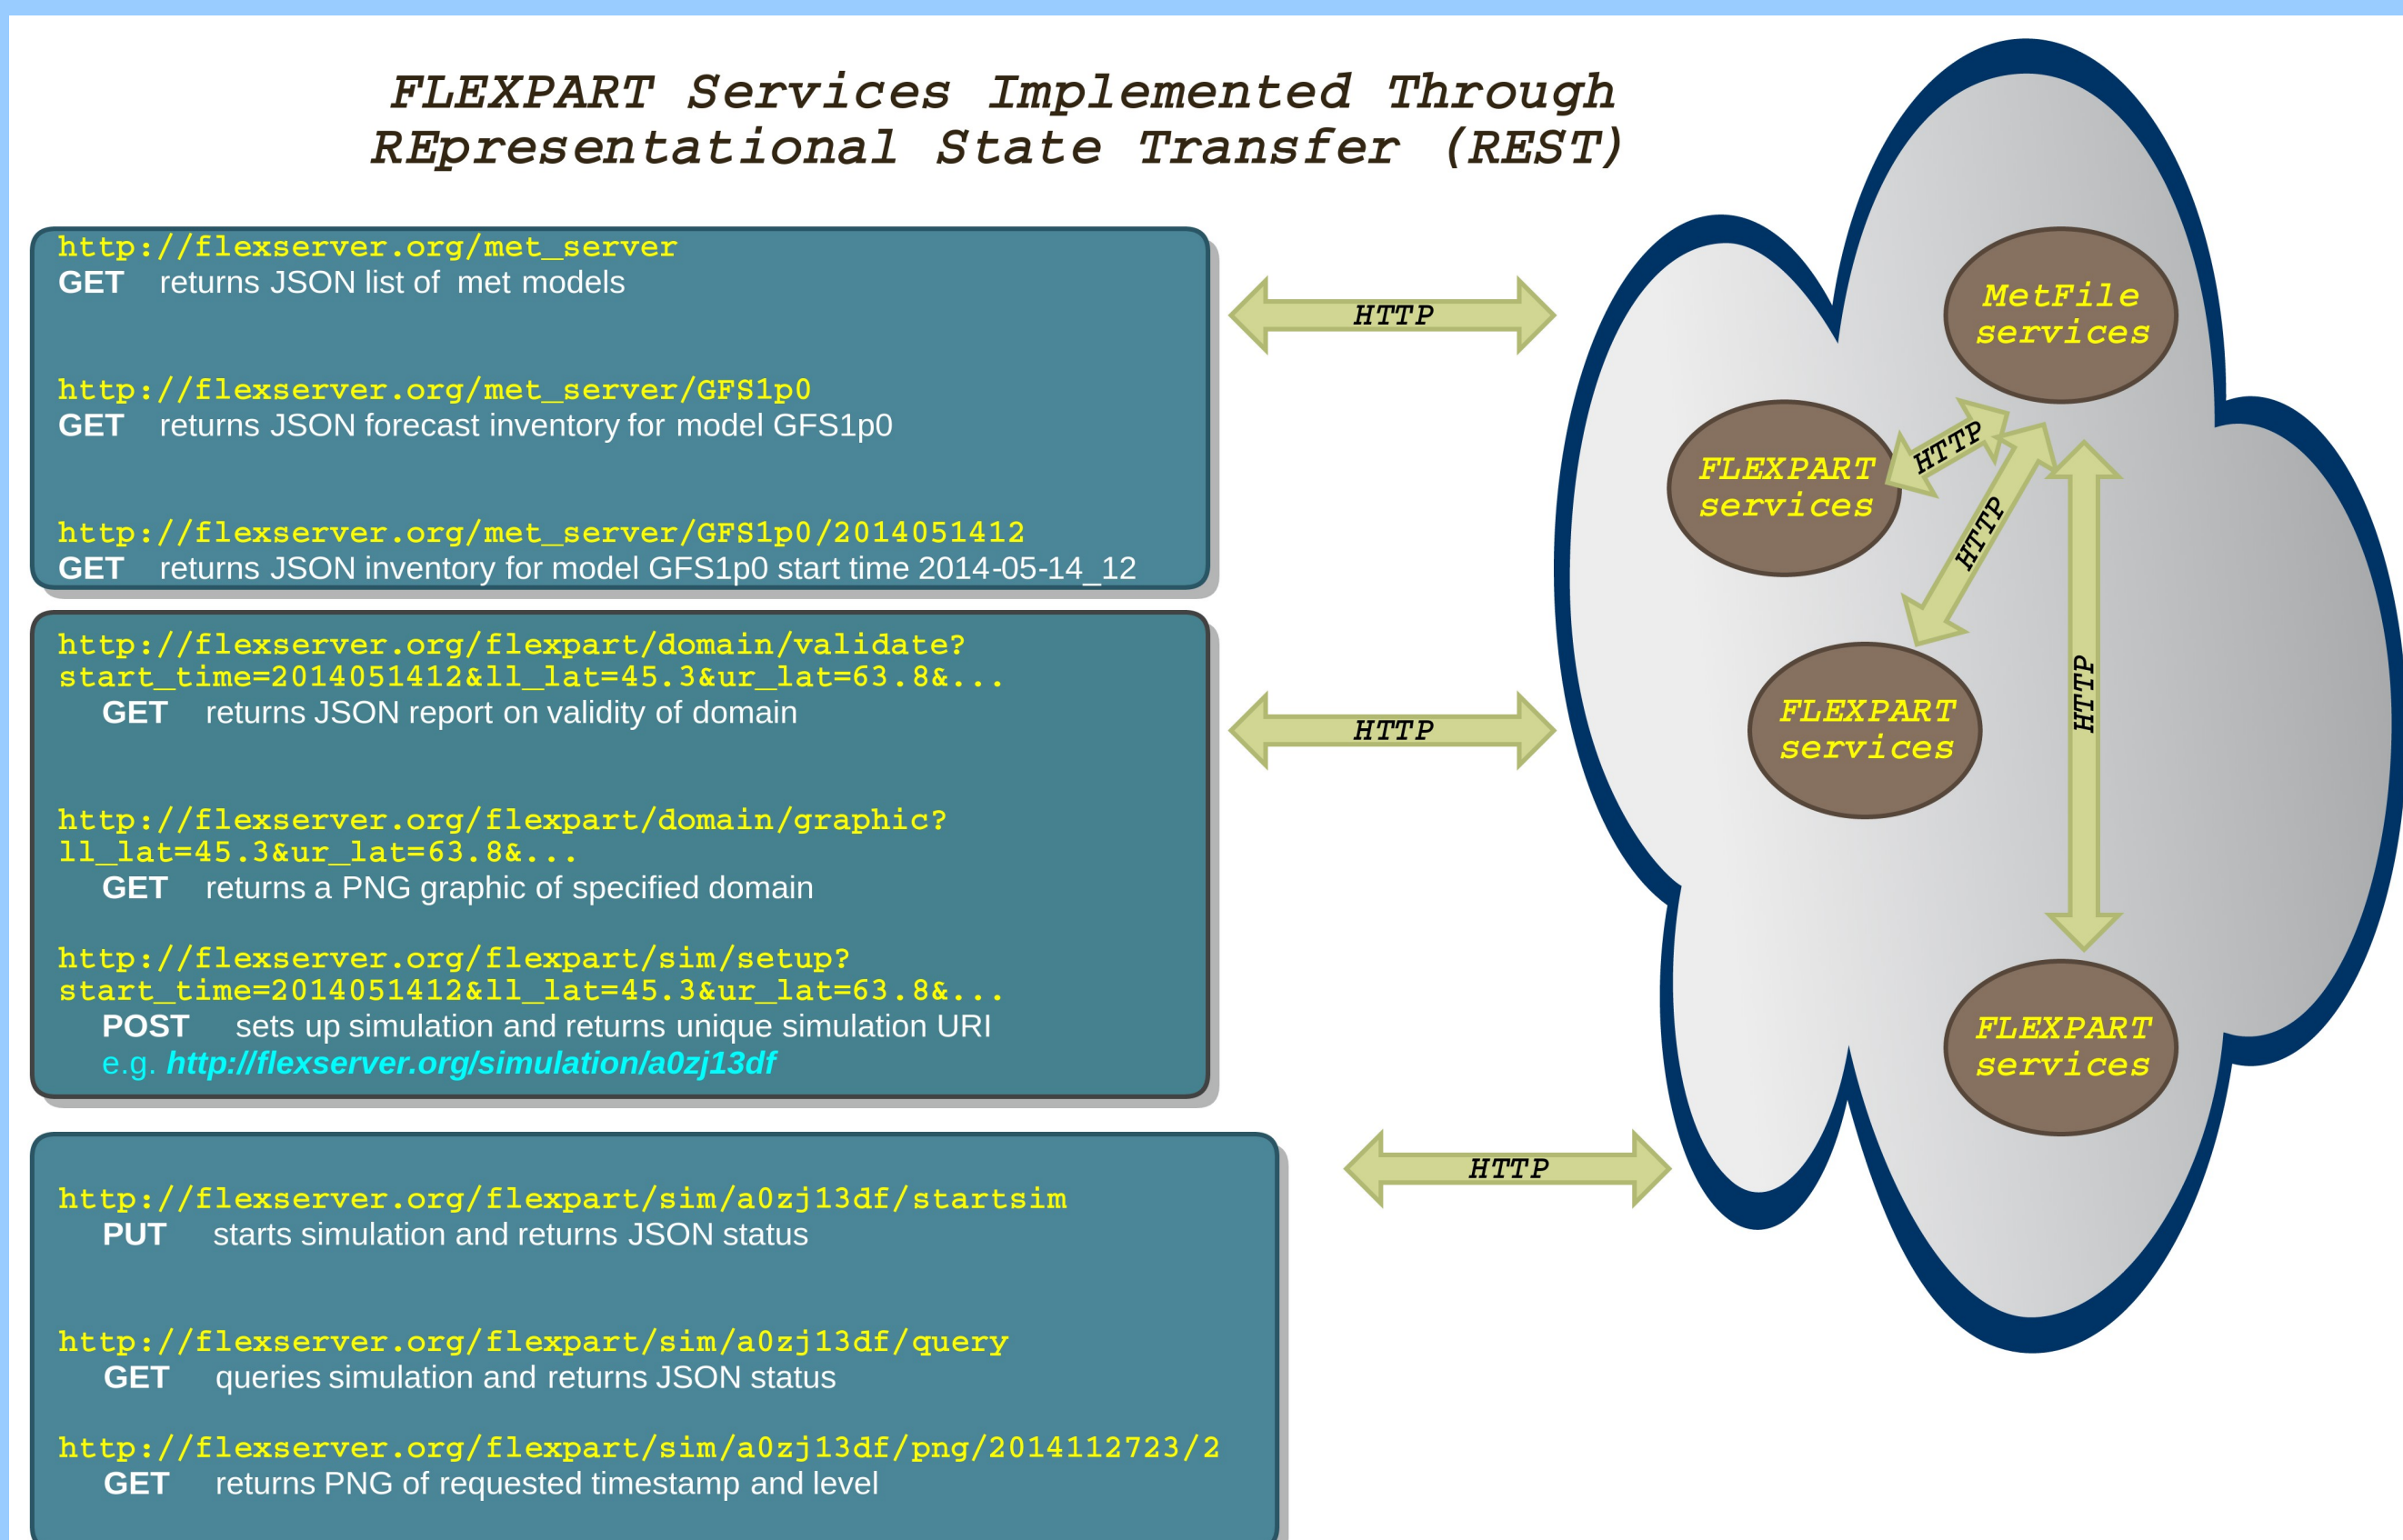 FLEXPART Services Implemented Through
REpresentational State Transfer (REST)
http://flexserver.org/met_server
GET returns JSON list of met models
http://flexserver.org/met_server/GFS1p0
GET returns JSON forecast inventory for model GFS1p0
http://flexserver.org/met_server/GFS1p0/2014051412
GET returns JSON inventory for model GFS1p0 start time 2014-05-14_12
HTTP
http://flexserver.org/flexpart/domain/validate?
start_time=2014051412&ll_lat=45.3&ur_lat=63.8&...
GET returns JSON report on validity of domain
http://flexserver.org/flexpart/domain/graphic?
ll_lat=45.3&ur_lat=63.8&...
GET returns a PNG graphic of specified domain
http://flexserver.org/flexpart/sim/setup?
start_time=2014051412&ll_lat=45.3&ur_lat=63.8&...
POST sets up simulation and returns unique simulation URI
e.g. http://flexserver.org/simulation/a0zj13df
HTTP
http://flexserver.org/flexpart/sim/a0zj13df/startsim
PUT starts simulation and returns JSON status
http://flexserver.org/flexpart/sim/a0zj13df/query
GET queries simulation and returns JSON status
http://flexserver.org/flexpart/sim/a0zj13df/png/2014112723/2
GET returns PNG of requested timestamp and level
HTTP
MetFile
services
HTTP
FLEXPART
services
HTTP
FLEXPART
services
HTTP
FLEXPART
services